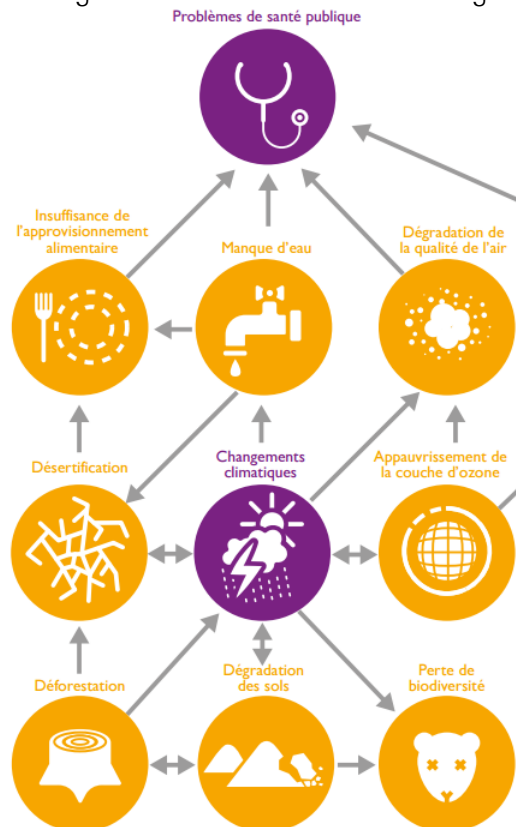 Problèmes de santé publique
Insuffisance de
l'approvisionnement
alimentaire
Manque d'eau
Dégradation de
la qualité de l'air
Désertification
Changements
climatiques
Appauvrissement de
la couche d'ozone
Déforestation
Dégradation
des sols
Perte de
biodiversité